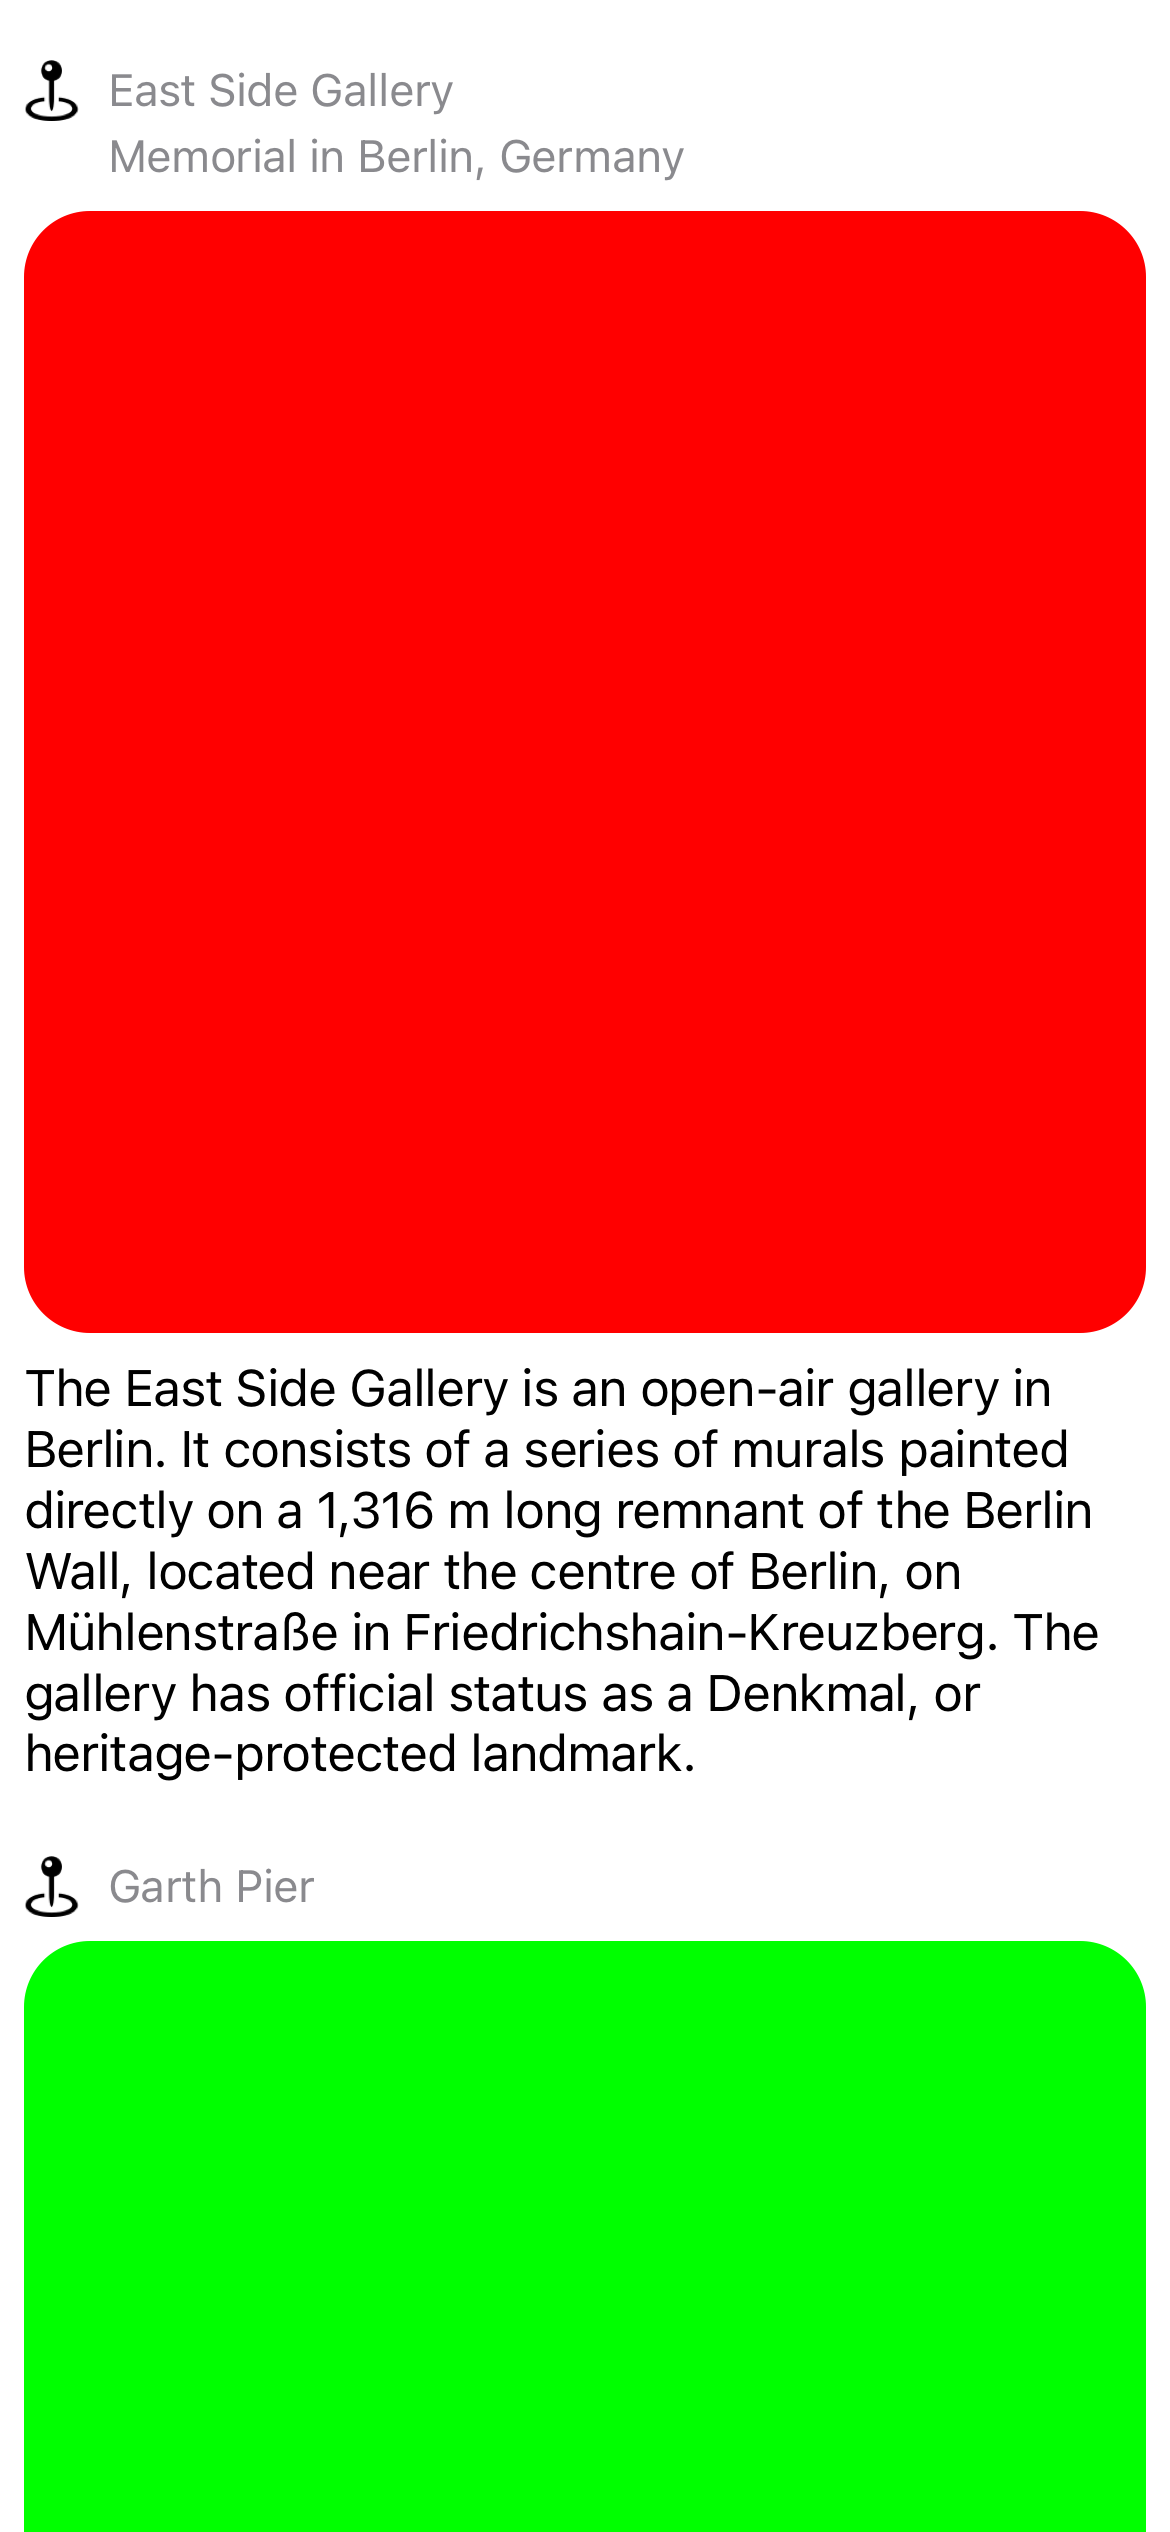 East Side Gallery
Memorial in Berlin, Germany
The East Side Gallery is an open-air gallery in
Berlin. It consists of a series of murals painted
directly on a 1,316 m long remnant of the Berlin
Wall, located near the centre of Berlin, on
Mühlenstraße in Friedrichshain-Kreuzberg. The
gallery has official status as a Denkmal, or
heritage-protected landmark.
Garth Pier